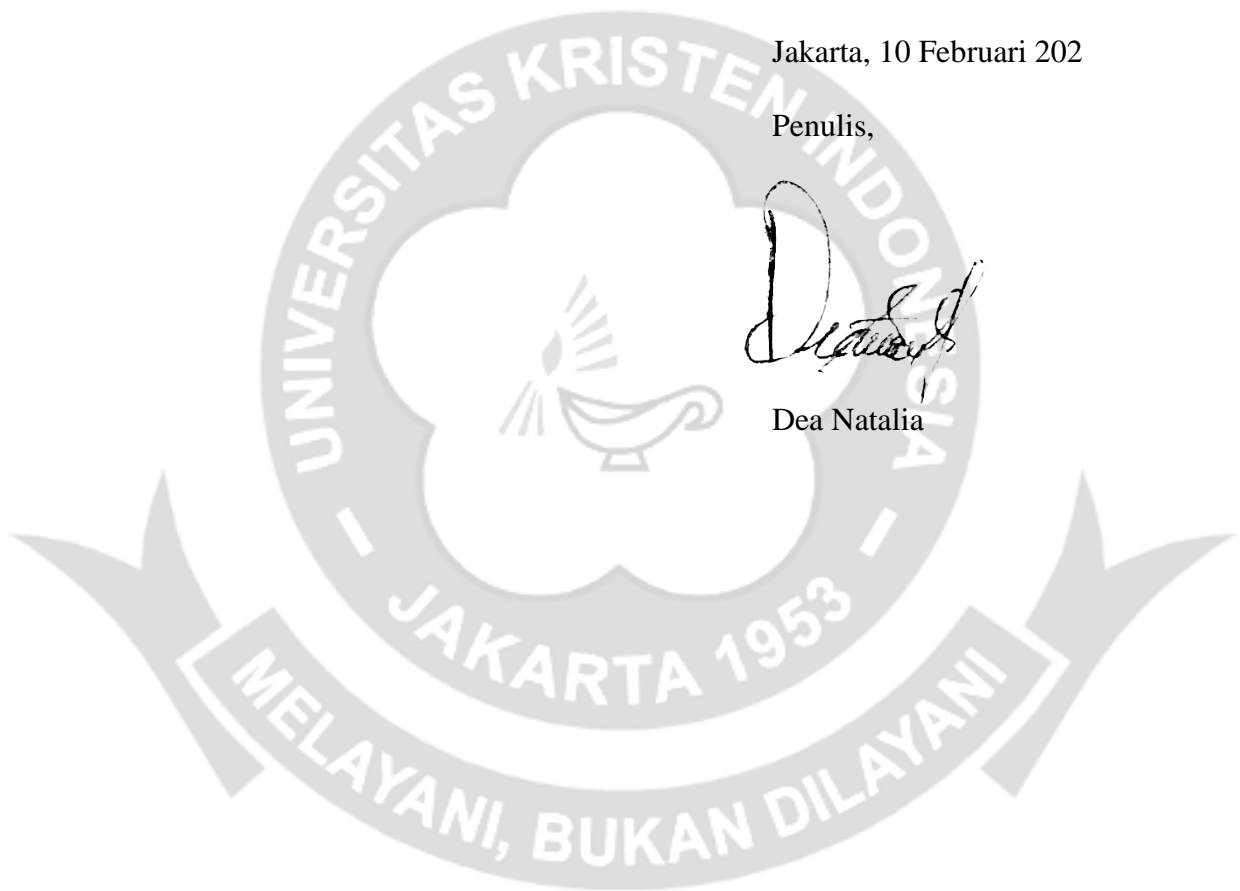 Jakarta, 10 Februari 202
Penulis,
Dea Natalia
UNIVERSITAS KRISTEN INDONESIA
JAKARTA 1953
MELAYANI, BUKAN DILAYANI